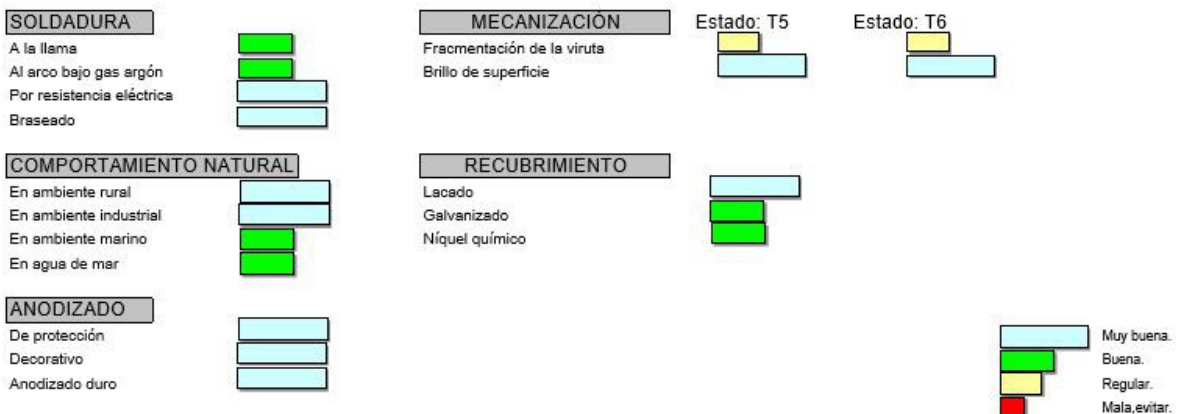 SOLDADURA
A la llama
Al arco bajo gas argón
Por resistencia eléctrica
Braseado
MECANIZACIÓN
Estado: T5
Estado: T6
Fracmentación de la viruta
Brillo de superficie
COMPORTAMIENTO NATURAL
En ambiente rural
En ambiente industrial
En ambiente marino
En agua de mar
RECUBRIMIENTO
Lacado
Galvanizado
Níquel químico
ANODIZADO
De protección
Decorativo
Anodizado duro
Muy buena.
Buena.
Regular.
Mala,evitar.